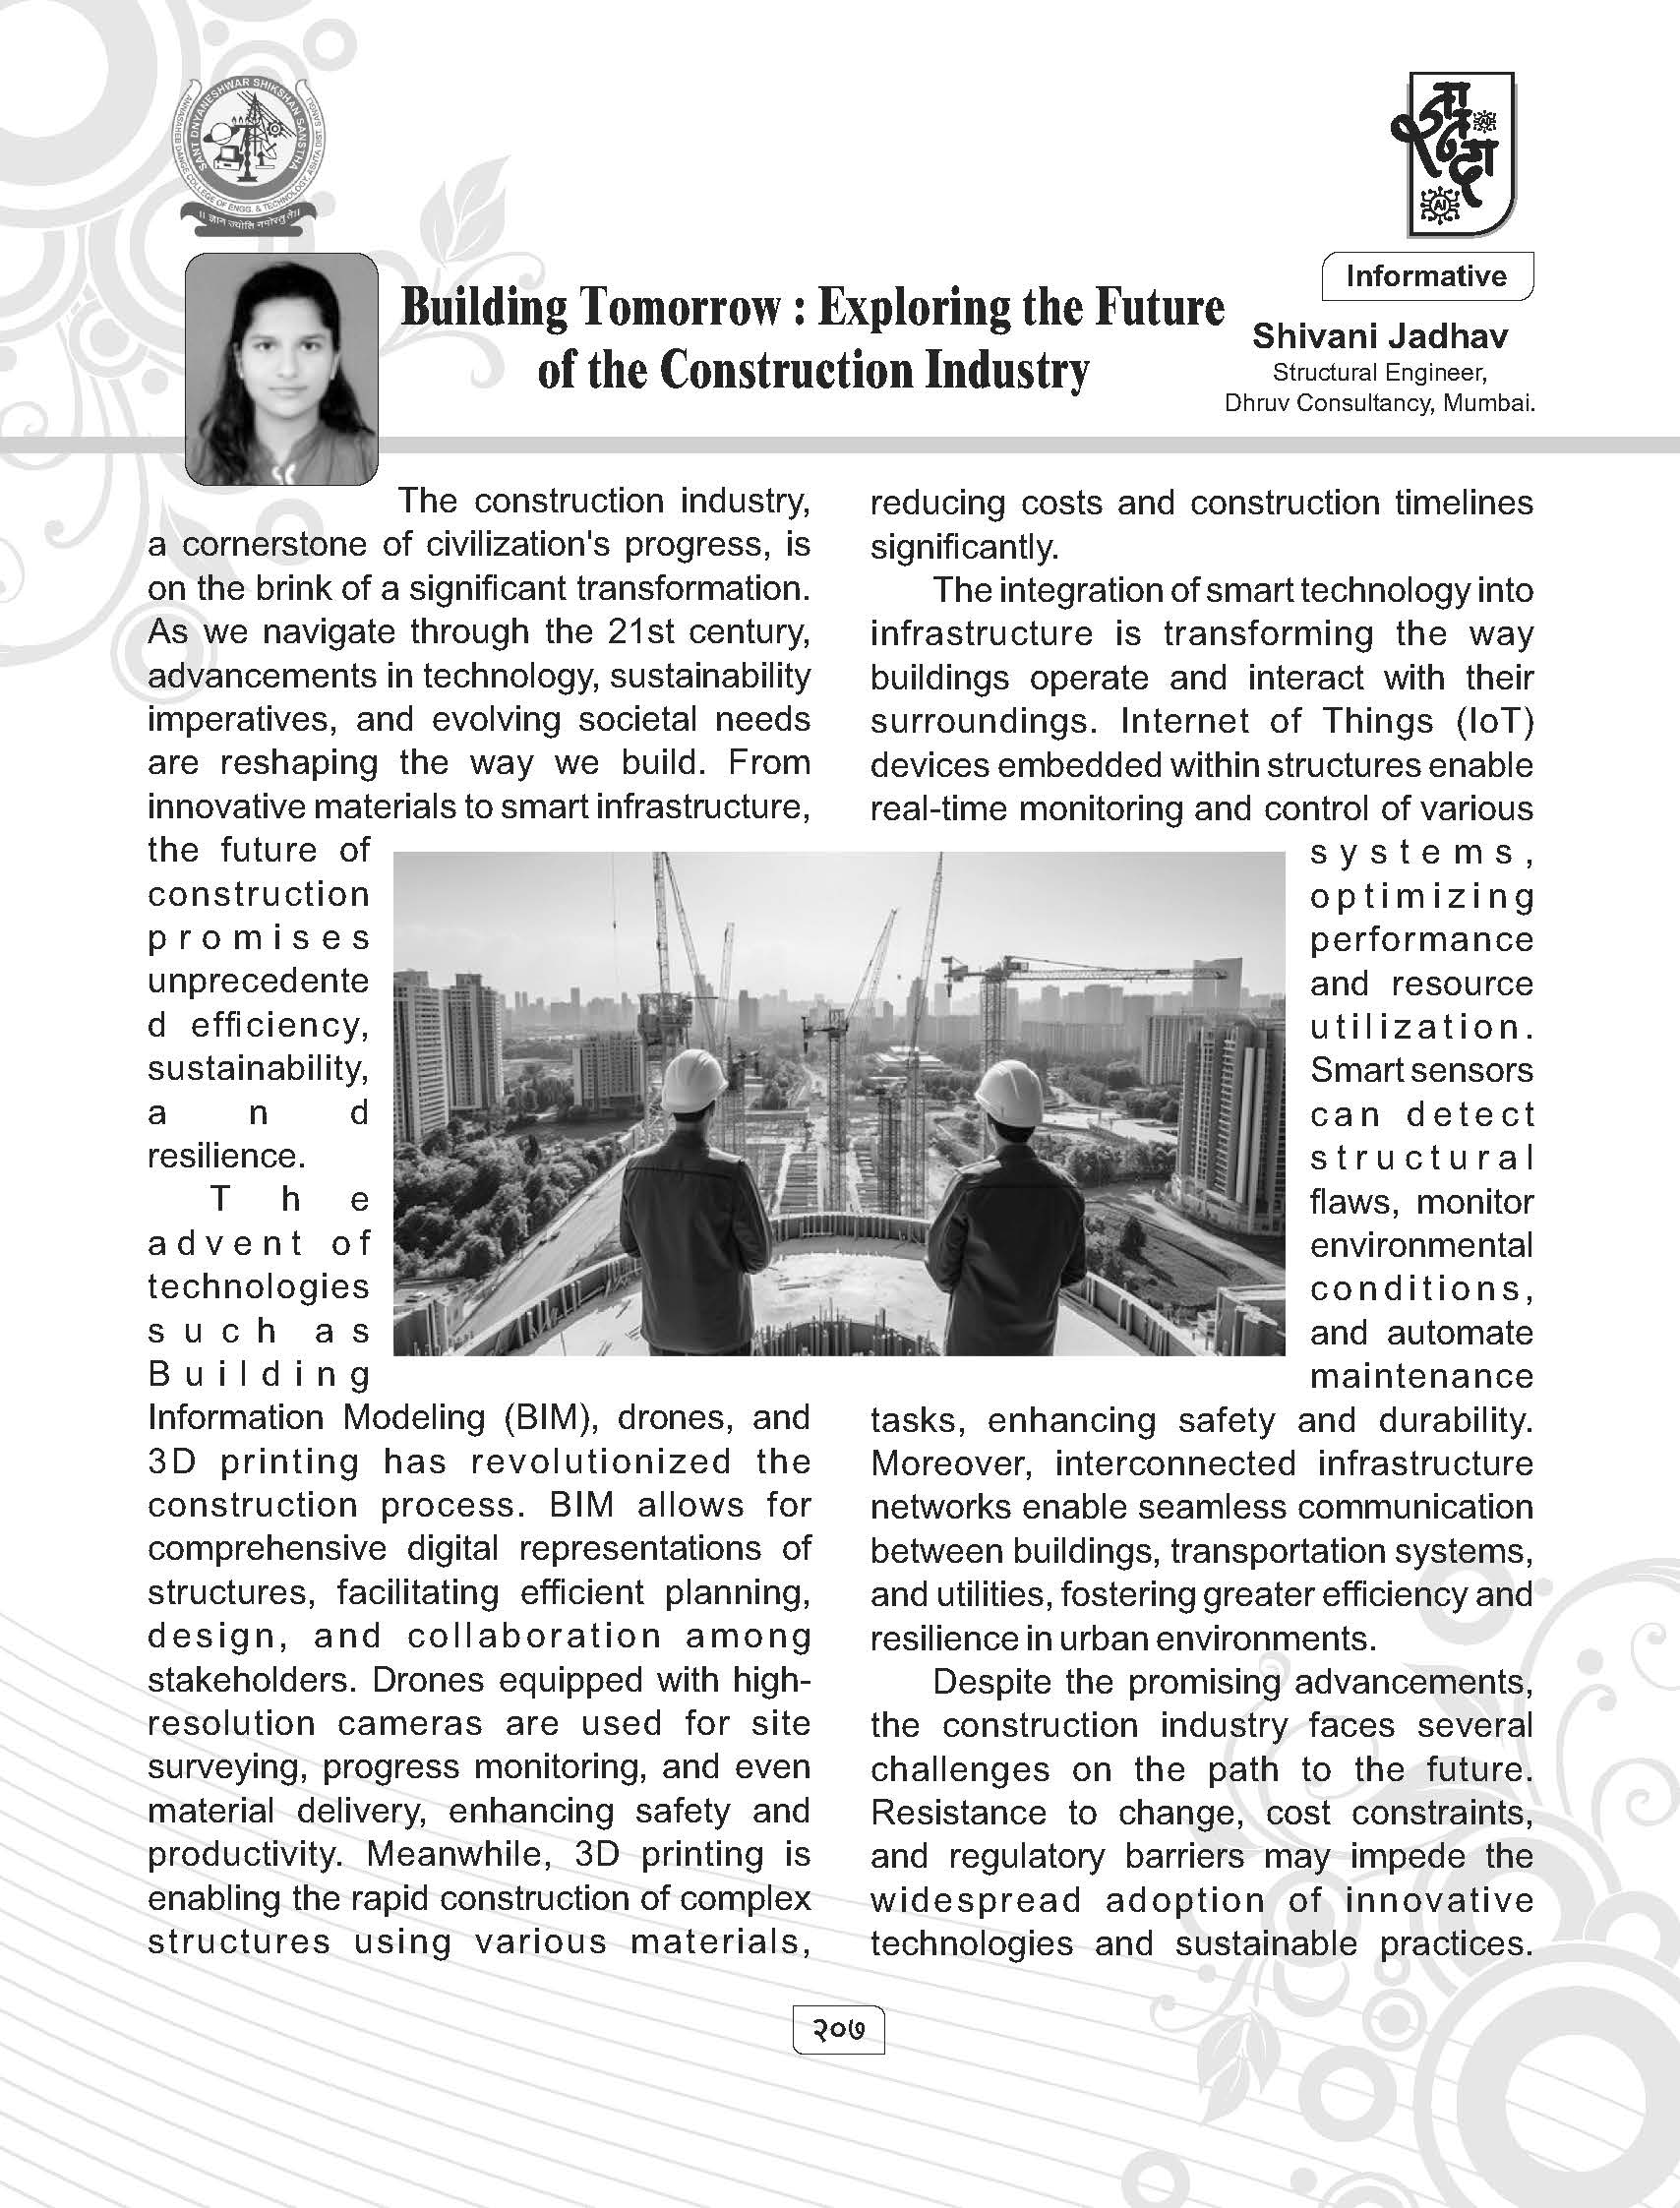 SANT DNYANESHWAR SHIKSHAN SANSTHA
ANNASAHEB DANGE COLLEGE OF ENGG. & TECHNOLOGY, ASHTA DIST. SANGLI
AI
AI
Informative
Building Tomorrow : Exploring the Future
of the Construction Industry
Shivani Jadhav
Structural Engineer,
Dhruv Consultancy, Mumbai.
The construction industry,
a cornerstone of civilization's progress, is
on the brink of a significant transformation.
As we navigate through the 21st century,
advancements in technology, sustainability
imperatives, and evolving societal needs
are reshaping the way we build. From
innovative materials to smart infrastructure,
the future of
construction
promises
unprecedente
d efficiency,
sustainability,
and
resilience.
The
advent of
technologies
such as
Building
Information Modeling (BIM), drones, and
3D printing has revolutionized the
construction process. BIM allows for
comprehensive digital representations of
structures, facilitating efficient planning,
design, and collaboration among
stakeholders. Drones equipped with high-
resolution cameras are used for site
surveying, progress monitoring, and even
material delivery, enhancing safety and
productivity. Meanwhile, 3D printing is
enabling the rapid construction of complex
structures using various materials,
reducing costs and construction timelines
significantly.
The integration of smart technology into
infrastructure is transforming the way
buildings operate and interact with their
surroundings. Internet of Things (IoT)
devices embedded within structures enable
real-time monitoring and control of various
systems,
optimizing
performance
and resource
utilization.
Smart sensors
can detect
structural
flaws, monitor
environmental
conditions,
and automate
maintenance
tasks, enhancing safety and durability.
Moreover, interconnected infrastructure
networks enable seamless communication
between buildings, transportation systems,
and utilities, fostering greater efficiency and
resilience in urban environments.
Despite the promising advancements,
the construction industry faces several
challenges on the path to the future.
Resistance to change, cost constraints,
and regulatory barriers may impede the
widespread adoption of innovative
technologies and sustainable practices.
२०७